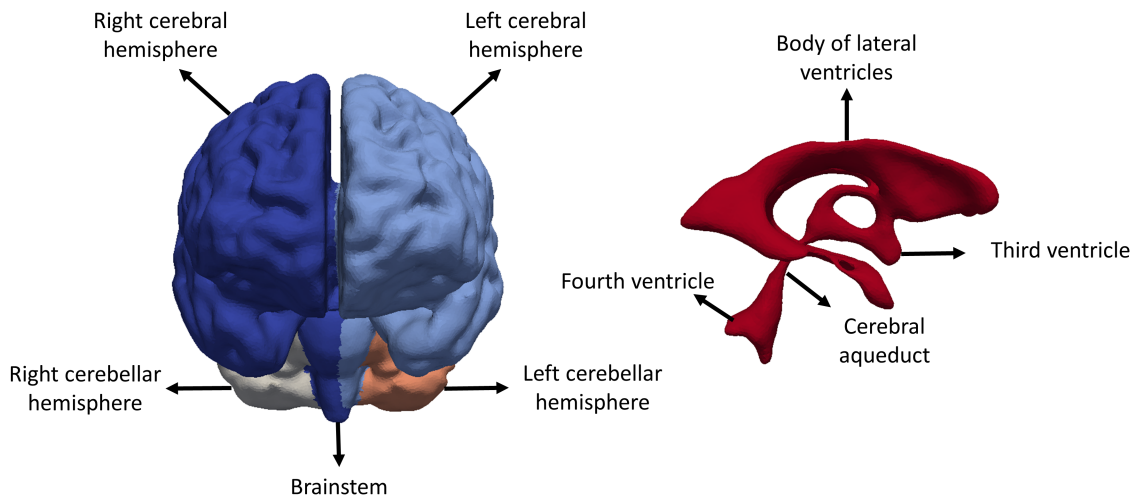 Right cerebral
hemisphere
Left cerebral
hemisphere
Body of lateral
ventricles
Third ventricle
Fourth ventricle
Cerebral
aqueduct
Right cerebellar
hemisphere
Left cerebellar
hemisphere
Brainstem